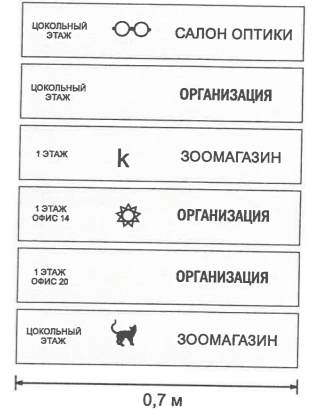 ЦОКОЛЬНЫЙ
ЭТАЖ
САЛОН ОПТИКИ
ЦОКОЛЬНЫЙ
ЭТАЖ
ОРГАНИЗАЦИЯ
1 ЭТАЖ
k
ЗООМАГАЗИН
1 ЭТАЖ
ОФИС 14
ОРГАНИЗАЦИЯ
1 ЭТАЖ
ОФИС 20
ОРГАНИЗАЦИЯ
ЦОКОЛЬНЫЙ
ЭТАЖ
ЗООМАГАЗИН
0,7 м